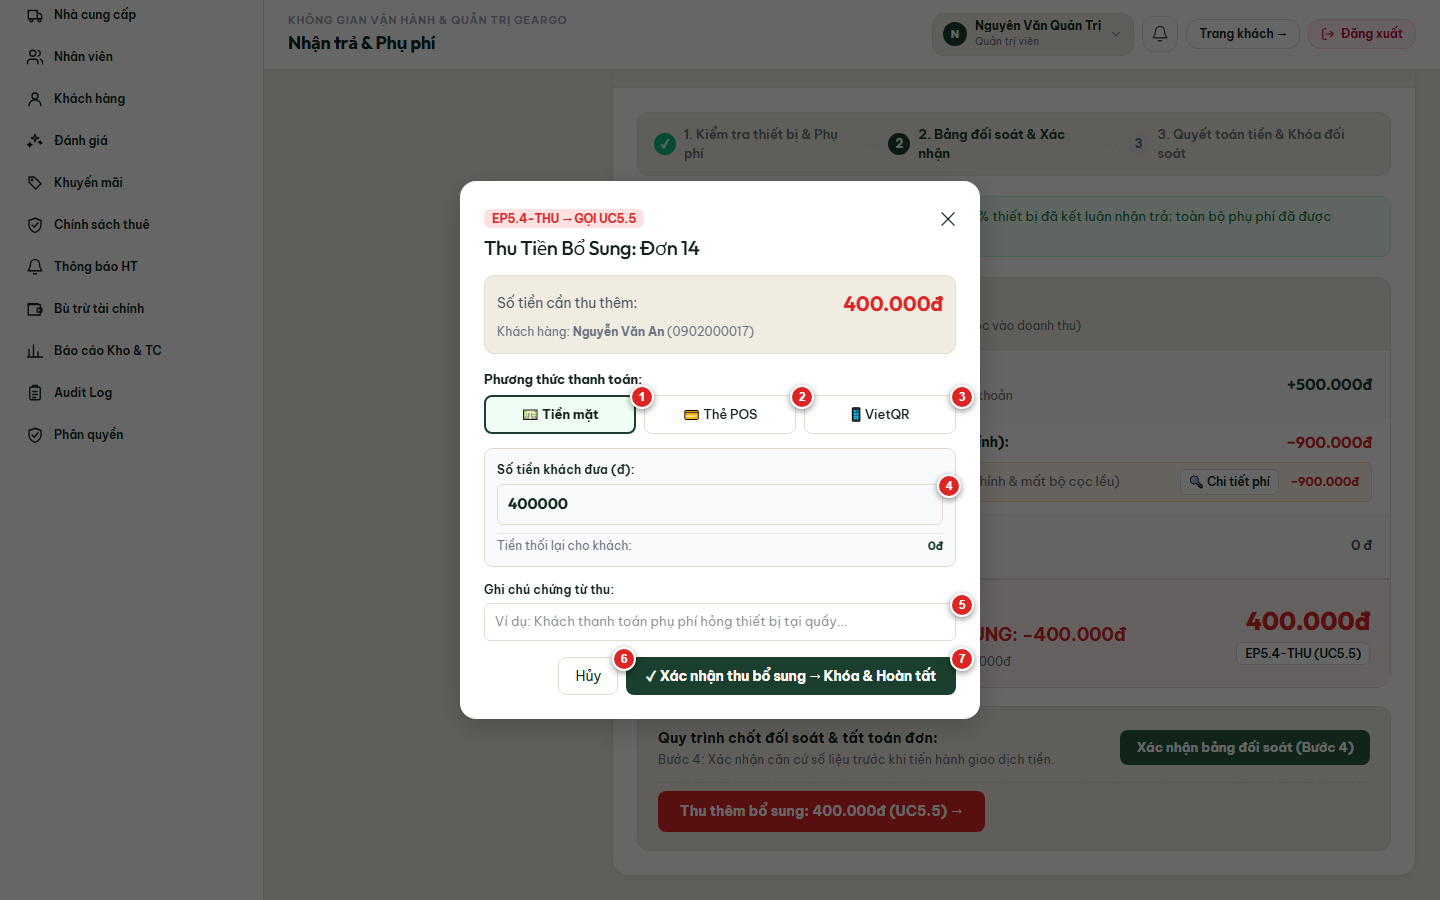 Nhà cung cấp
Nhân viên
Khách hàng
Đánh giá
Khuyến mãi
Chính sách thuê
Thông báo HT
Bù trừ tài chính
Báo cáo Kho & TC
Audit Log
Phân quyền
KHÔNG GIAN VẬN HÀNH & QUẢN TRỊ GEARGO
Nhận trả & Phụ phí
N
Nguyễn Văn Quản Trị
Quản trị viên
Trang khách →
Đăng xuất
1. Kiểm tra thiết bị & Phụ
phí
2
2. Bảng đối soát & Xác
nhận
3
3. Quyết toán tiền & Khóa đối
soát
% thiết bị đã kết luận nhận trả; toàn bộ phụ phí đã được
EP5.4-THU → GỌI UC5.5
Thu Tiền Bổ Sung: Đơn 14
Số tiền cần thu thêm:
400.000đ
Khách hàng: Nguyễn Văn An (0902000017)
Phương thức thanh toán:
1
Tiền mặt
2
Thẻ POS
3
VietQR
Số tiền khách đưa (đ):
4
400000
Tiền thối lại cho khách:
0đ
Ghi chú chứng từ thu:
5
Ví dụ: Khách thanh toán phụ phí hỏng thiết bị tại quầy...
6
Hủy
7
✓ Xác nhận thu bổ sung → Khóa & Hoàn tất
ọc vào doanh thu)
+500.000đ
khoản
ính):
-900.000đ
hính & mất bộ cọc lều)
Chi tiết phí
-900.000đ
0 đ
UNG: -400.000đ
000đ
400.000đ
EP5.4-THU (UC5.5)
Quy trình chốt đối soát & tất toán đơn:
Bước 4: Xác nhận căn cứ số liệu trước khi tiến hành giao dịch tiền.
Xác nhận bảng đối soát (Bước 4)
Thu thêm bổ sung: 400.000đ (UC5.5) →